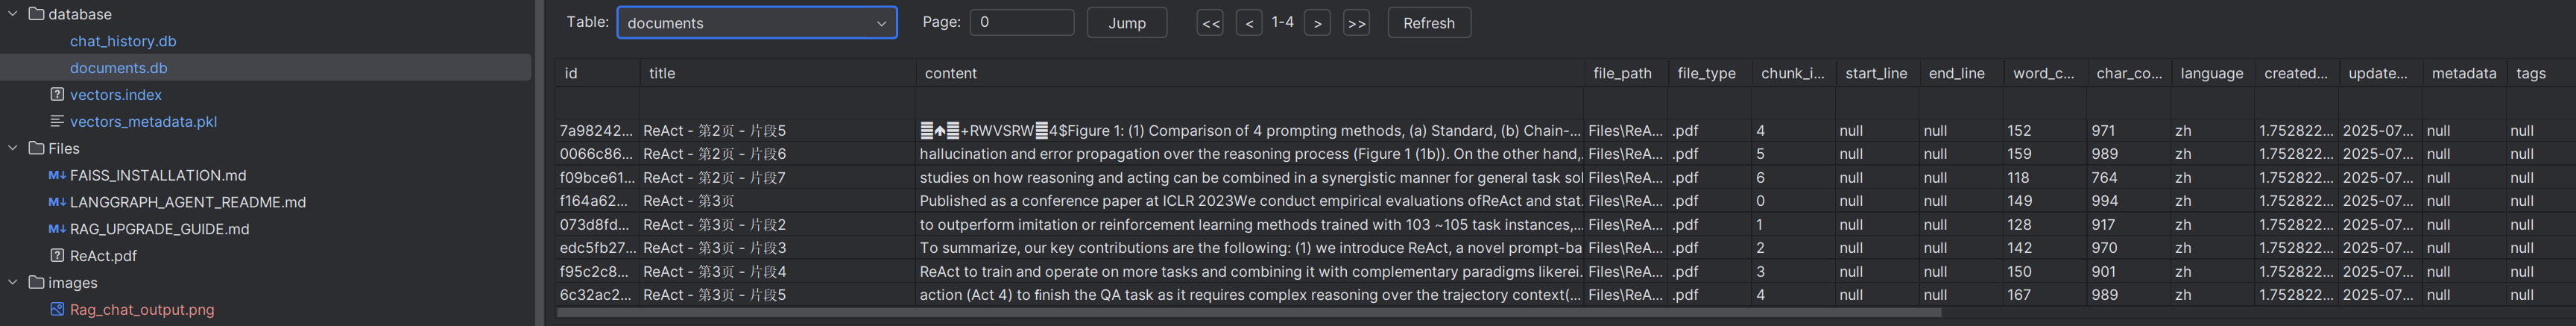 database
chat_history.db
documents.db
vectors.index
vectors_metadata.pkl
Files
FAISS_INSTALLATION.md
LANGGRAPH_AGENT_README.md
RAG_UPGRADE_GUIDE.md
ReAct.pdf
images
Rag_chat_output.png
Table: documents Page: 0 Jump << < 1-4 > >> Refresh
id title content file_path file_type chunk_i... start_line end_line word_c... char_co... language created... update... metadata tags
7a98242... ReAct - 第2页 - 片段5 +RWVSRW 4$Figure 1: (1) Comparison of 4 prompting methods, (a) Standard, (b) Chain-... Files\ReA... .pdf 4 null null 152 971 zh 1.752822... 2025-07... null null
0066c86... ReAct - 第2页 - 片段6 hallucination and error propagation over the reasoning process (Figure 1 (1b)). On the other hand,. Files\ReA... .pdf 5 null null 159 989 zh 1.752822... 2025-07... null null
f09bce61... ReAct - 第2页 - 片段7 studies on how reasoning and acting can be combined in a synergistic manner for general task sol Files\ReA... .pdf 6 null null 118 764 zh 1.752822... 2025-07... null null
f164a62... ReAct - 第3页 Published as a conference paper at ICLR 2023We conduct empirical evaluations ofReAct and stat. Files\ReA... .pdf 0 null null 149 994 zh 1.752822... 2025-07... null null
073d8fd... ReAct - 第3页 - 片段2 to outperform imitation or reinforcement learning methods trained with 103 ~105 task instances,... Files\ReA... .pdf 1 null null 128 917 zh 1.752822... 2025-07... null null
edc5fb27... ReAct - 第3页 - 片段3 To summarize, our key contributions are the following: (1) we introduce ReAct, a novel prompt-ba Files\ReA... .pdf 2 null null 142 970 zh 1.752822... 2025-07... null null
f95c2c8... ReAct - 第3页 - 片段4 ReAct to train and operate on more tasks and combining it with complementary paradigms likerei. Files\ReA... .pdf 3 null null 150 901 zh 1.752822... 2025-07... null null
6c32ac2... ReAct - 第3页 - 片段5 action (Act 4) to finish the QA task as it requires complex reasoning over the trajectory context(... Files\ReA... .pdf 4 null null 167 989 zh 1.752822... 2025-07... null null